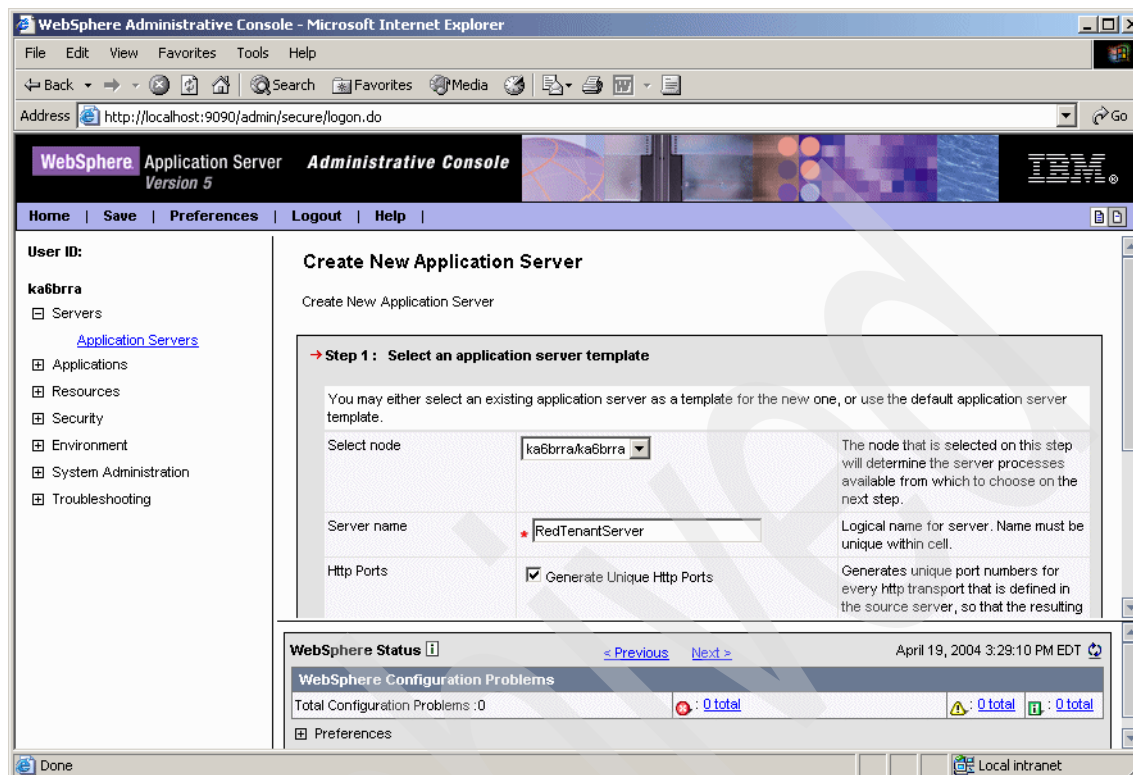 WebSphere Administrative Console - Microsoft Internet Explorer
File Edit View Favorites Tools Help
Back Search Favorites Media
Address http://localhost:9090/admin/secure/logon.do Go
WebSphere Application Server Administrative Console
Version 5
IBM®
Home | Save | Preferences | Logout | Help |
User ID:
ka6brra
Servers
Application Servers
Applications
Resources
Security
Environment
System Administration
Troubleshooting
Create New Application Server
Create New Application Server
→ Step 1 : Select an application server template
You may either select an existing application server as a template for the new one, or use the default application server
template.
Select node
ka6brra/ka6brra
The node that is selected on this step
will determine the server processes
available from which to choose on the
next step.
Server name
* RedTenantServer
Logical name for server. Name must be
unique within cell.
Http Ports
Generate Unique Http Ports
Generates unique port numbers for
every http transport that is defined in
the source server, so that the resulting
WebSphere Status i < Previous Next > April 19, 2004 3:29:10 PM EDT
WebSphere Configuration Problems
Total Configuration Problems :0 : 0 total : 0 total : 0 total
Preferences
Done Local intranet